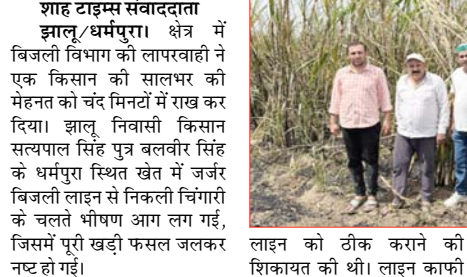 शाह टाइम्स संवाददाता
झालू/धर्मपुरा। क्षेत्र में
बिजली विभाग की लापरवाही ने
एक किसान की सालभर की
मेहनत को चंद मिनटों में राख कर
दिया। झालू निवासी किसान
सत्यपाल सिंह पुत्र बलवीर सिंह
के धर्मपुरा स्थित खेत में जर्जर
बिजली लाइन से निकली चिंगारी
के चलते भीषण आग लग गई,
जिसमें पूरी खड़ी फसल जलकर
नष्ट हो गई।
लाइन को ठीक कराने की
शिकायत की थी। लाइन काफी